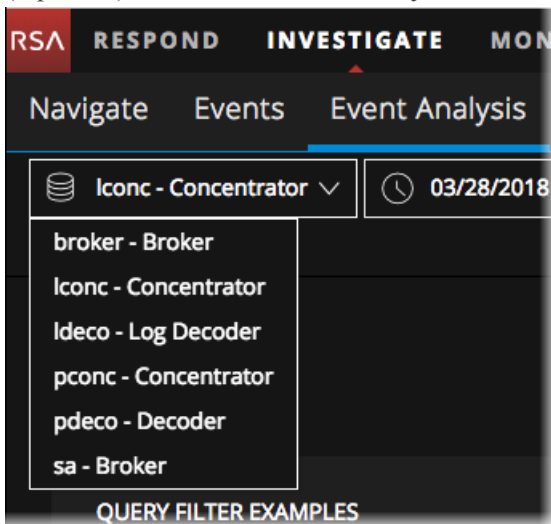 RSA RESPOND INVESTIGATE MON
Navigate Events Event Analysis
lconc - Concentrator 03/28/2018
broker - Broker
lconc - Concentrator
ldeco - Log Decoder
pconc - Concentrator
pdeco - Decoder
sa - Broker
QUERY FILTER EXAMPLES